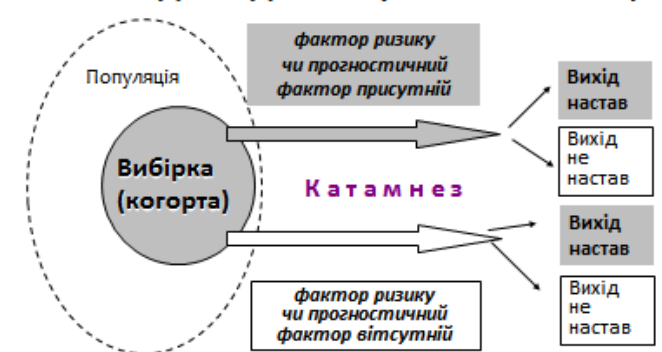 фактор ризику
чи прогностичний
фактор присутній
Популяція
Вихід
настав
Вихід
не
настав
Вибірка
(когорта)
Катамнез
Вихід
настав
Вихід
не
настав
фактор ризику
чи прогностичний
фактор вітсутній